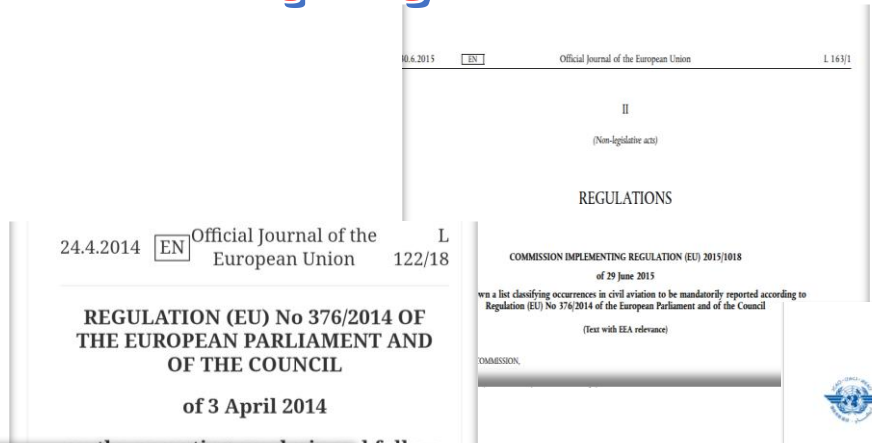 30.6.2015 EN Official Journal of the European Union L 163/1
II
(Non-legislative acts)
REGULATIONS
COMMISSION IMPLEMENTING REGULATION (EU) 2015/1018
of 29 June 2015
wn a list classifying occurrences in civil aviation to be mandatorily reported according to
Regulation (EU) No 376/2014 of the European Parliament and of the Council
(Text with EEA relevance)
COMMISSION,
24.4.2014 EN Official Journal of the European Union L 122/18
REGULATION (EU) No 376/2014 OF
THE EUROPEAN PARLIAMENT AND
OF THE COUNCIL
of 3 April 2014